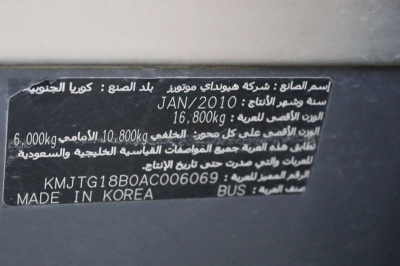 إسم الصانع : شركة هيونداي موتورز بلد الصنع : كوريا الجنوبية
سنة وشهر الأنتاج : JAN/2010
الوزن الأقصى للعربة : 16,800kg
الوزن الأقصى على كل محور: الخلفي 10,800kg الأمامي 6,000kg
تطابق هذه العربة جميع المواصفات القياسية الخليجية والسعودية
للعربات والتي صدرت حتى تاريخ الإنتاج.
الرقم المميز للعربة : KMJTG18B0AC006069
صنف العربة : BUS MADE IN KOREA